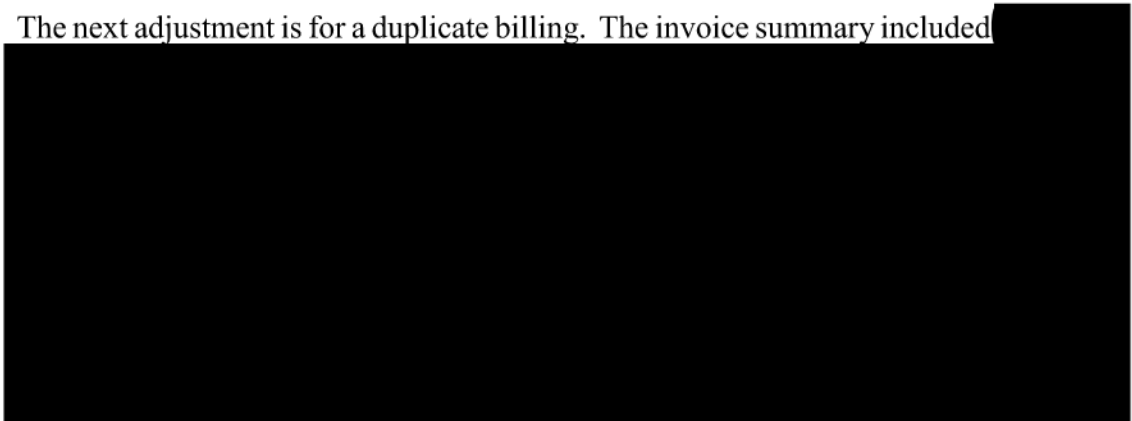 The next adjustment is for a duplicate billing. The invoice summary included